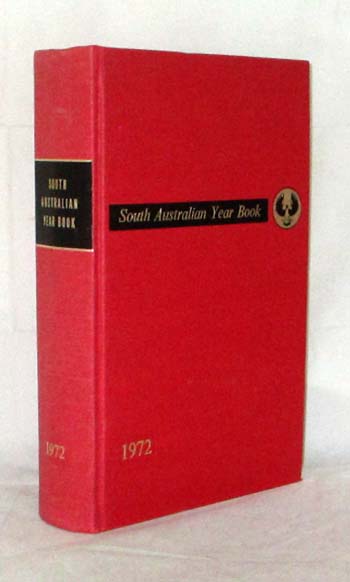 SOUTH
AUSTRALIAN
YEAR BOOK
1972
South Australian Year Book
1972